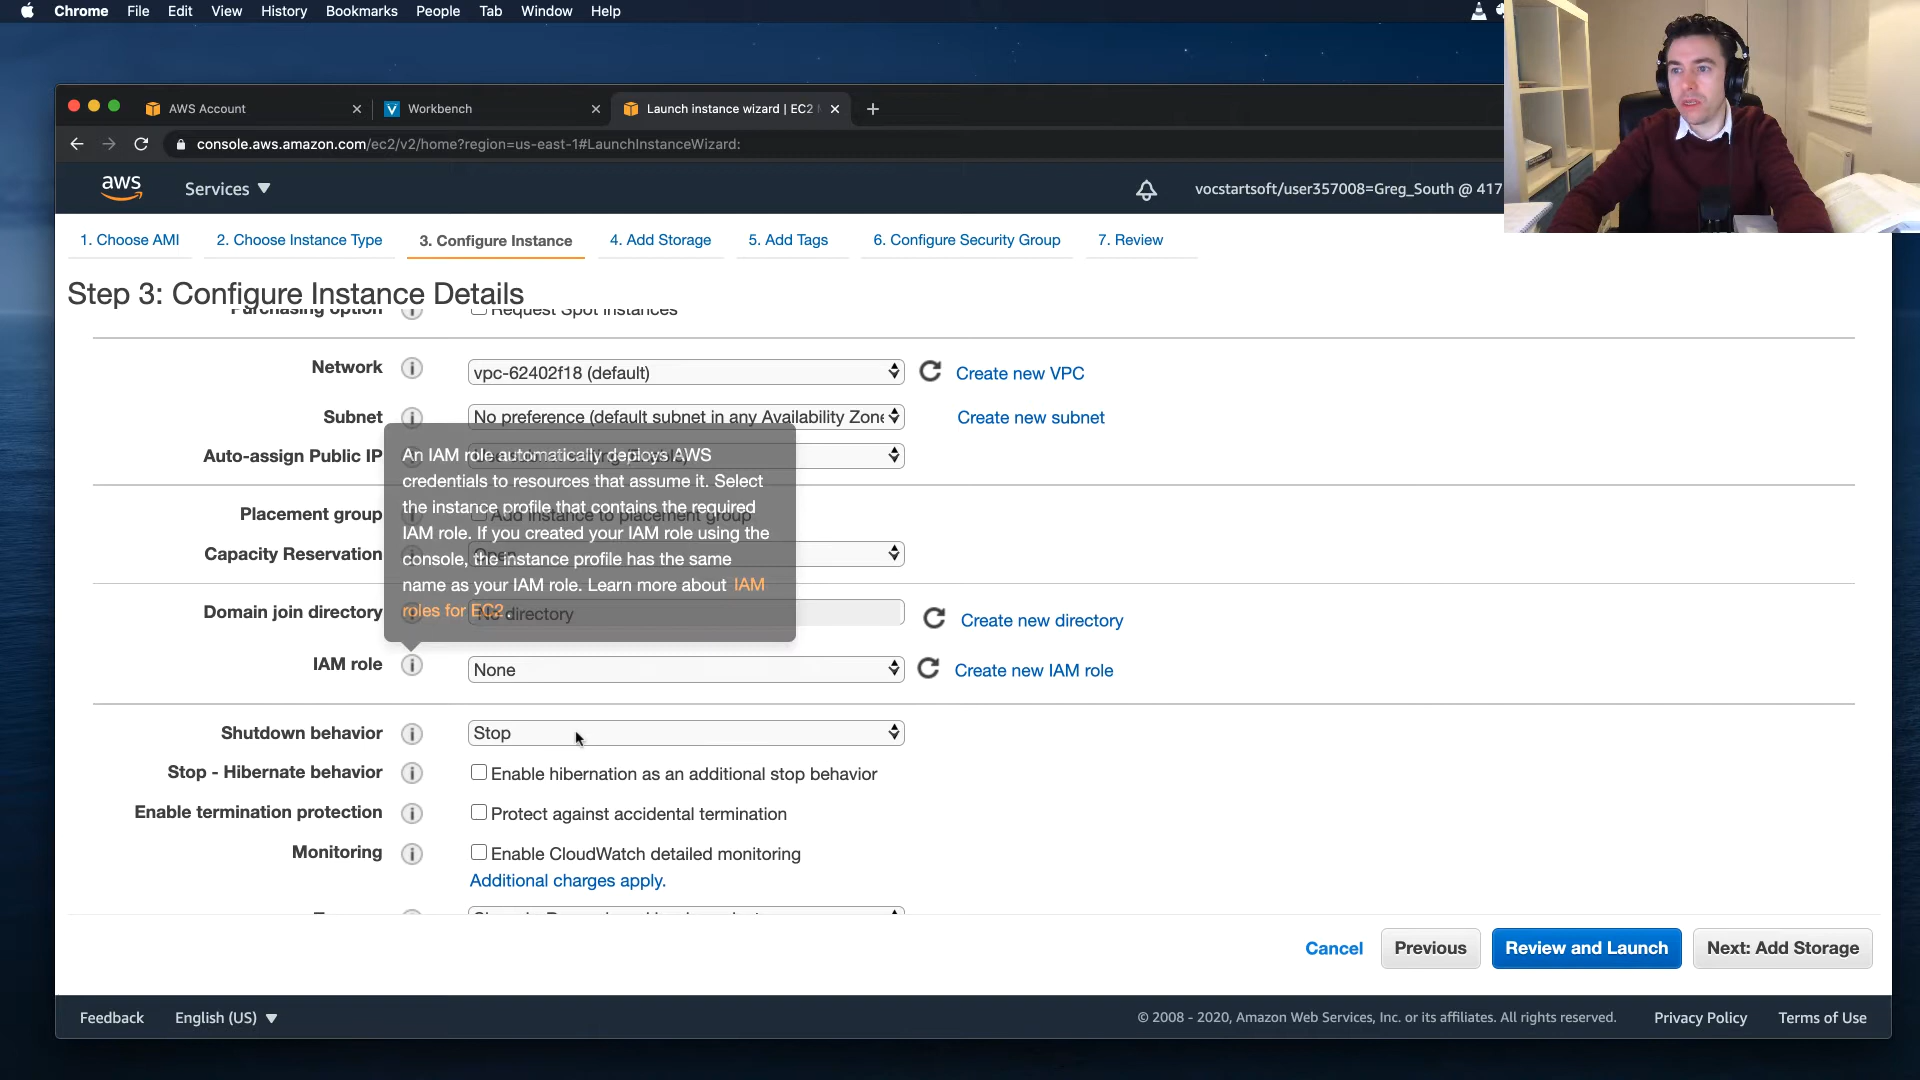 Chrome File Edit View History Bookmarks People Tab Window Help
AWS Account Workbench Launch instance wizard | EC2
console.aws.amazon.com/ec2/v2/home?region=us-east-1#LaunchInstanceWizard:
aws Services vocstartsoft/user357008=Greg_South @ 417
1. Choose AMI 2. Choose Instance Type 3. Configure Instance 4. Add Storage 5. Add Tags 6. Configure Security Group 7. Review
Step 3: Configure Instance Details
Purchasing option Request Spot instances
Network vpc-62402f18 (default) Create new VPC
Subnet No preference (default subnet in any Availability Zone Create new subnet
Auto-assign Public IP
An IAM role automatically deploys AWS
credentials to resources that assume it. Select
the instance profile that contains the required
IAM role. If you created your IAM role using the
console, the instance profile has the same
name as your IAM role. Learn more about IAM
roles for EC2.
Placement group Add instance to placement group
Capacity Reservation Open
Domain join directory No directory Create new directory
IAM role None Create new IAM role
Shutdown behavior Stop
Stop - Hibernate behavior Enable hibernation as an additional stop behavior
Enable termination protection Protect against accidental termination
Monitoring Enable CloudWatch detailed monitoring
Additional charges apply.
Cancel Previous Review and Launch Next: Add Storage
Feedback English (US) © 2008 - 2020, Amazon Web Services, Inc. or its affiliates. All rights reserved. Privacy Policy Terms of Use